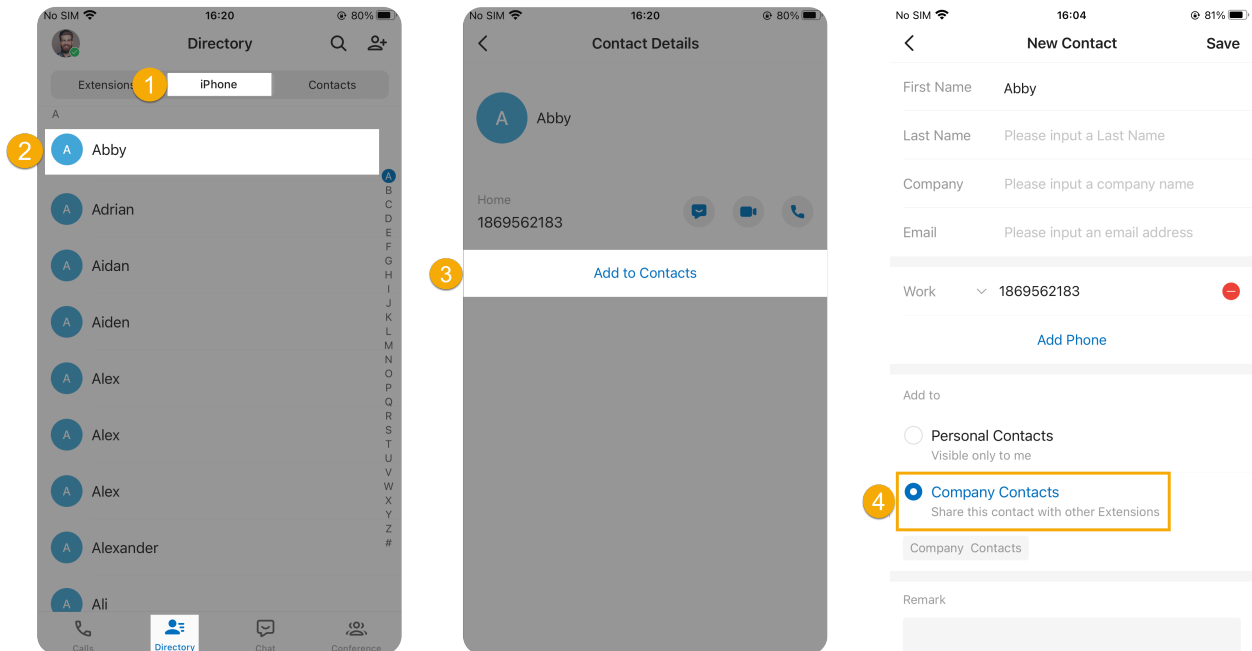 No SIM 16:20 80%
Directory
Extensions 1 iPhone Contacts
A
2 A Abby
A Adrian
A Aidan
A Aiden
A Alex
A Alex
A Alex
A Alexander
A Ali
A
B
C
D
E
F
G
H
I
J
K
L
M
N
O
P
Q
R
S
T
U
V
W
X
Y
Z
#
Calls Directory Chat Conference
No SIM 16:20 80%
Contact Details
A Abby
Home
1869562183
3 Add to Contacts
No SIM 16:04 81%
New Contact Save
First Name Abby
Last Name Please input a Last Name
Company Please input a company name
Email Please input an email address
Work 1869562183
Add Phone
Add to
Personal Contacts
Visible only to me
4 Company Contacts
Share this contact with other Extensions
Company Contacts
Remark